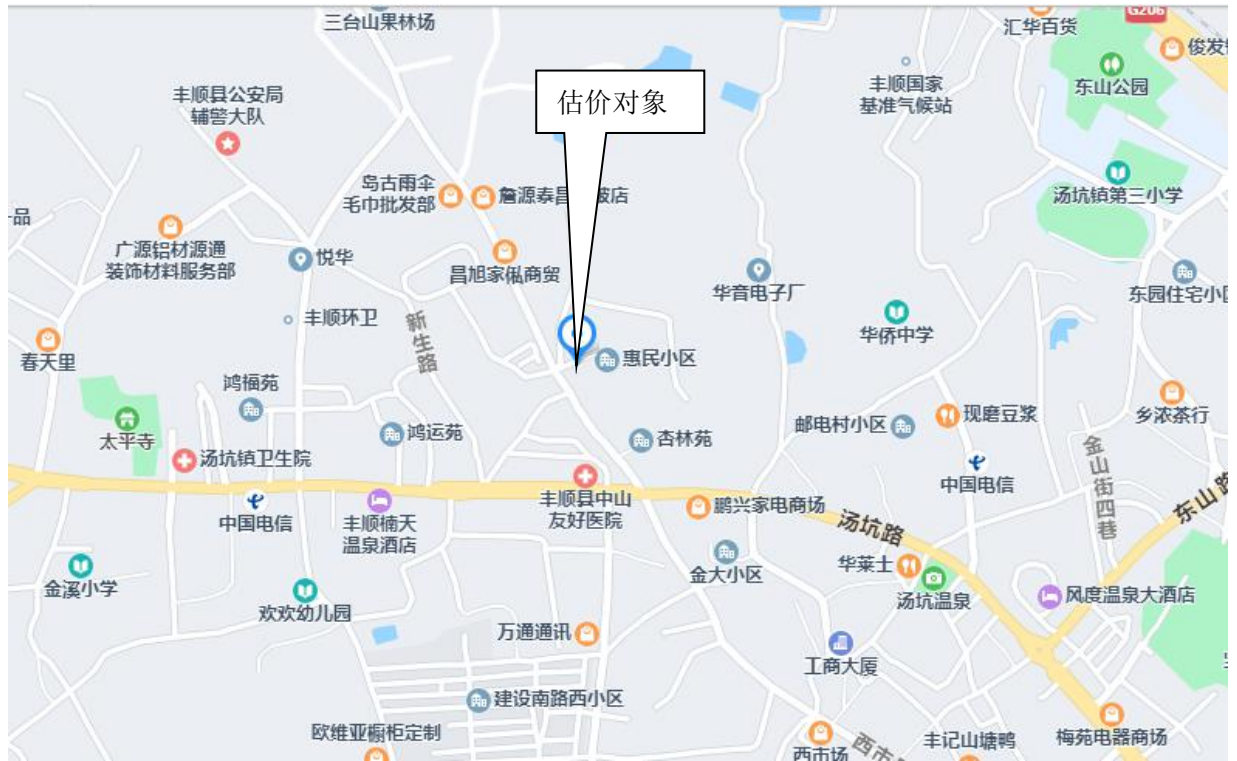 三台山果林场
汇华百货
G206
俊发
丰顺县公安局
辅警大队
估价对象
丰顺国家
基准气候站
东山公园
岛古雨伞
毛巾批发部
詹源泰昌
店
汤坑镇第三小学
品
广源铝材源通
装饰材料服务部
悦华
昌旭家俬商贸
华音电子厂
东园住宅小区
丰顺环卫
新生路
华侨中学
春天里
惠民小区
鸿福苑
太平寺
鸿运苑
杏林苑
邮电村小区
现磨豆浆
乡浓茶行
金山街四巷
汤坑镇卫生院
中国电信
丰顺楠天
温泉酒店
丰顺县中山
友好医院
鹏兴家电商场
汤坑路
中国电信
东山路
金溪小学
欢欢幼儿园
金大小区
华莱士
汤坑温泉
风度温泉大酒店
万通通讯
工商大厦
建设南路西小区
欧维亚橱柜定制
西市场
西市
丰记山塘鸭
梅苑电器商场